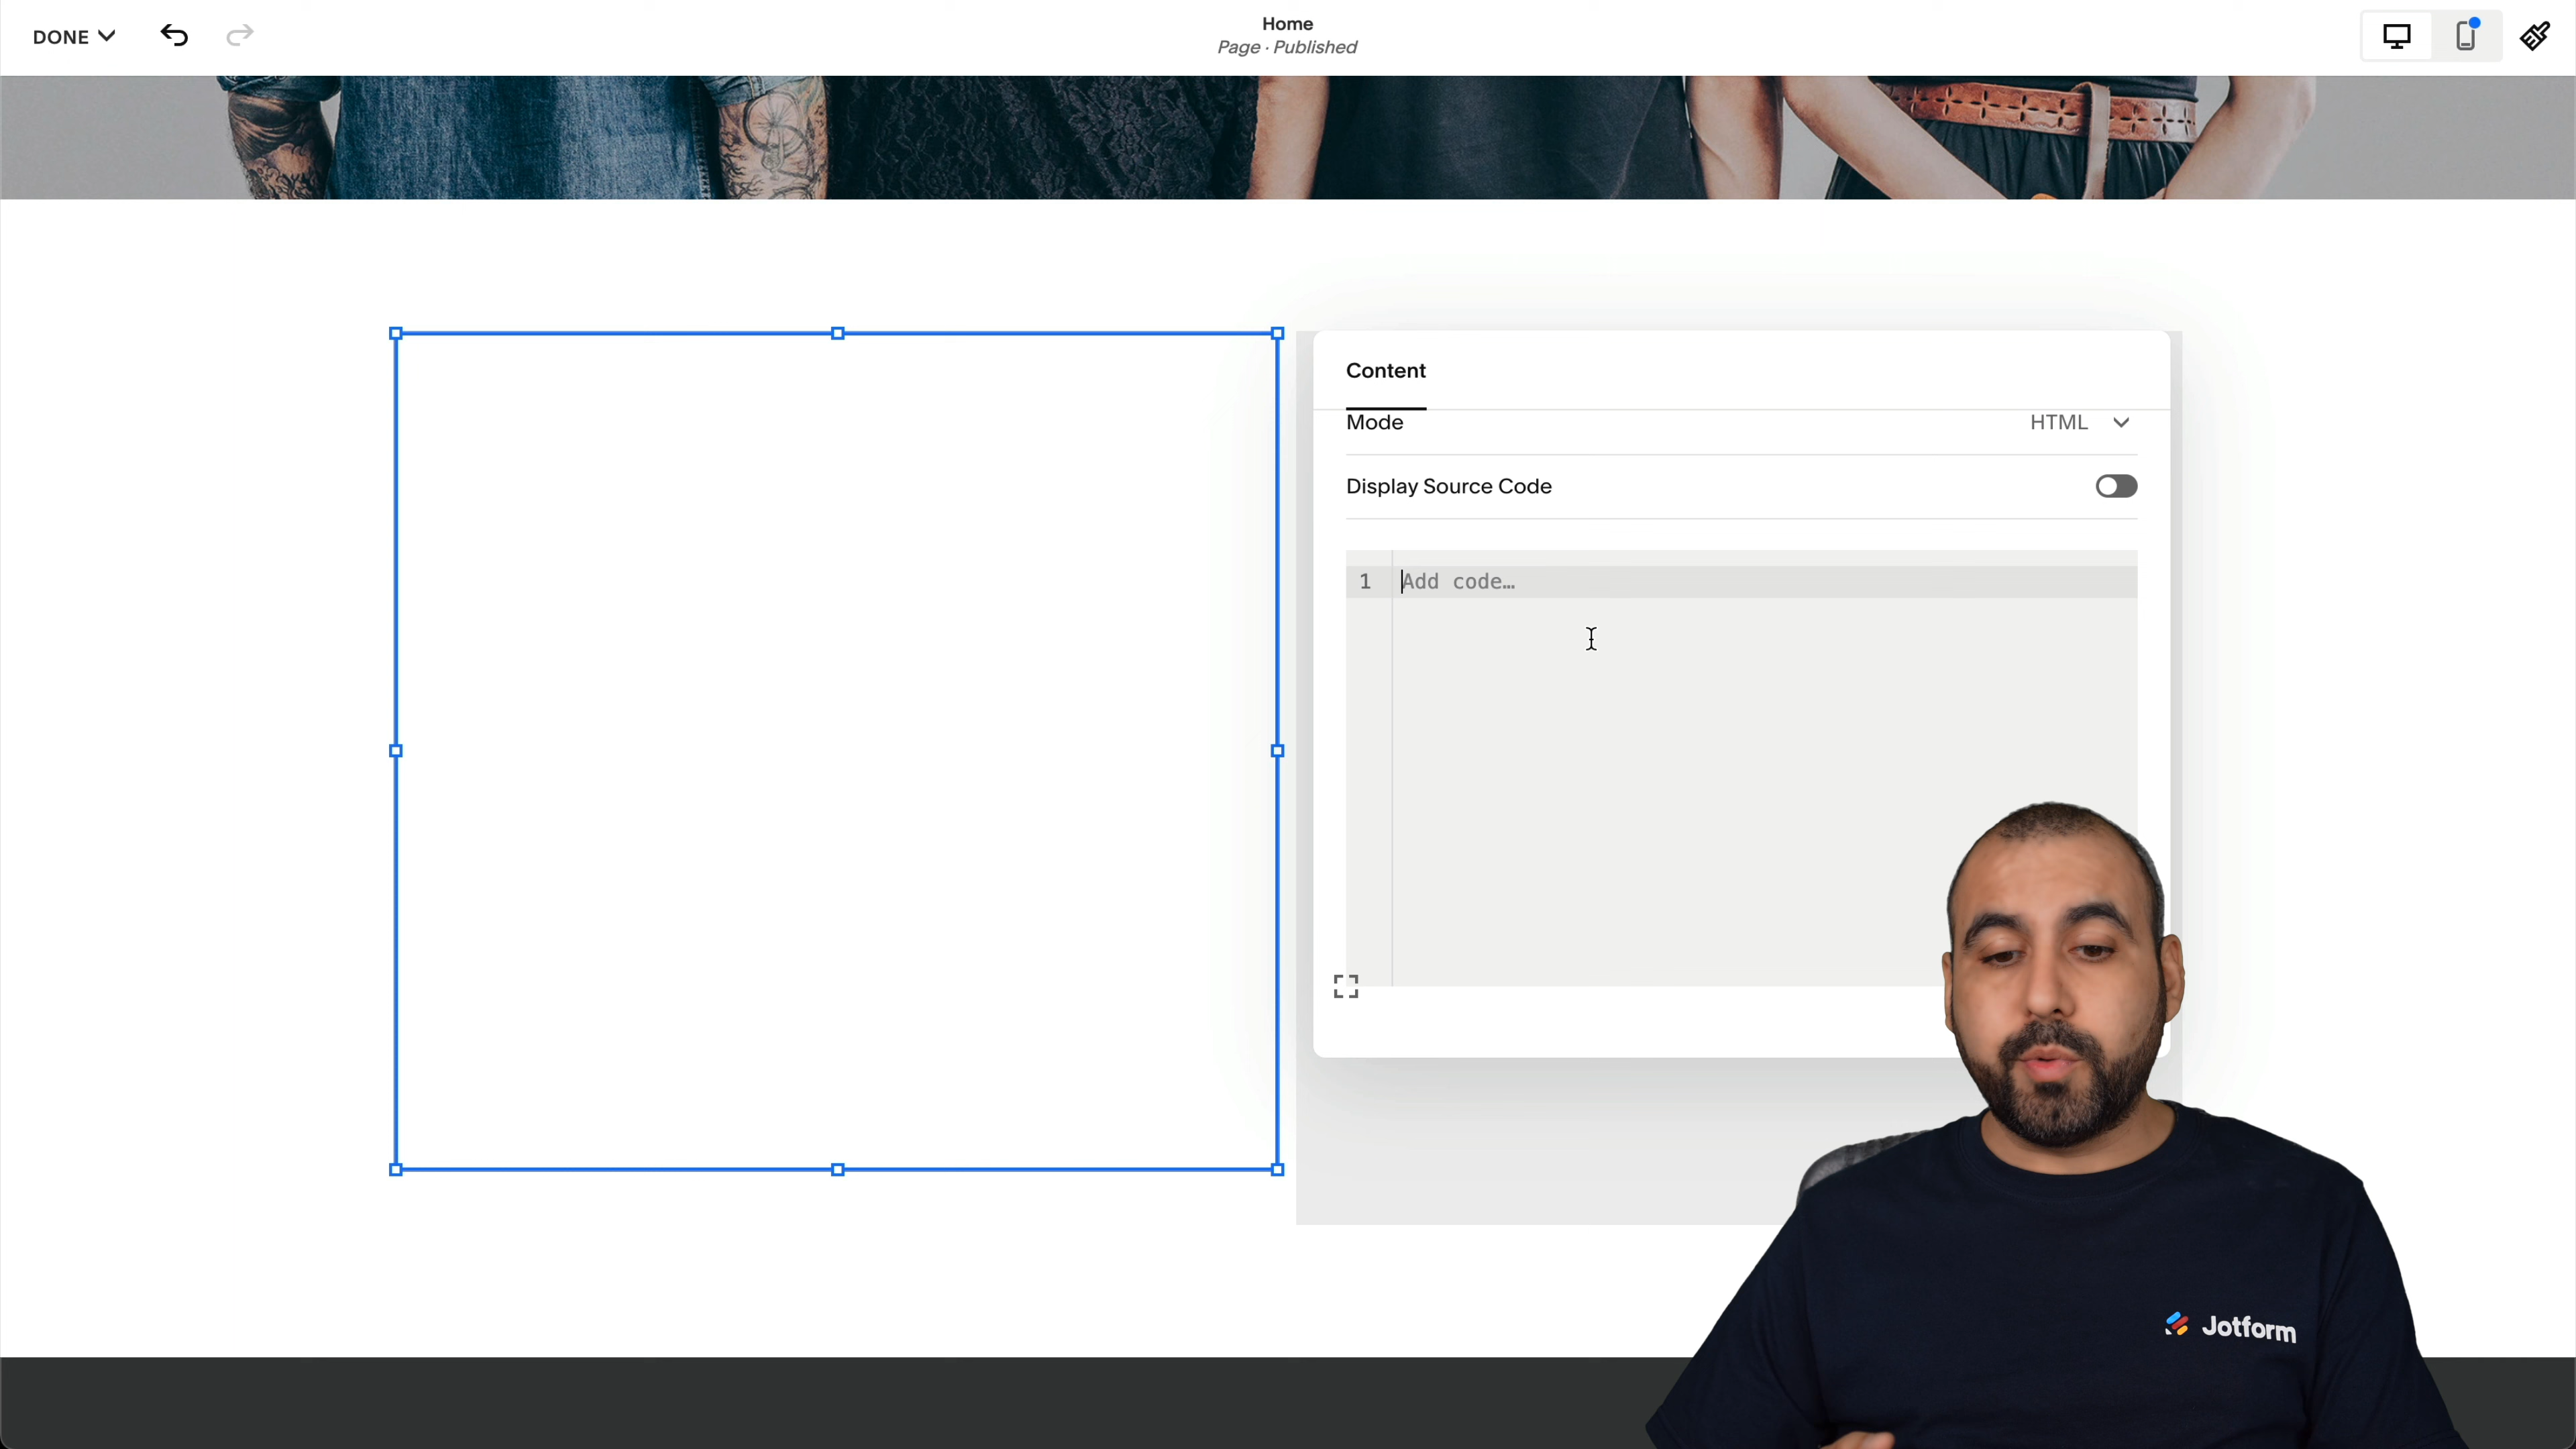 DONE
Home
Page · Published
Content
Mode
HTML
Display Source Code
1
Add code…
Jotform